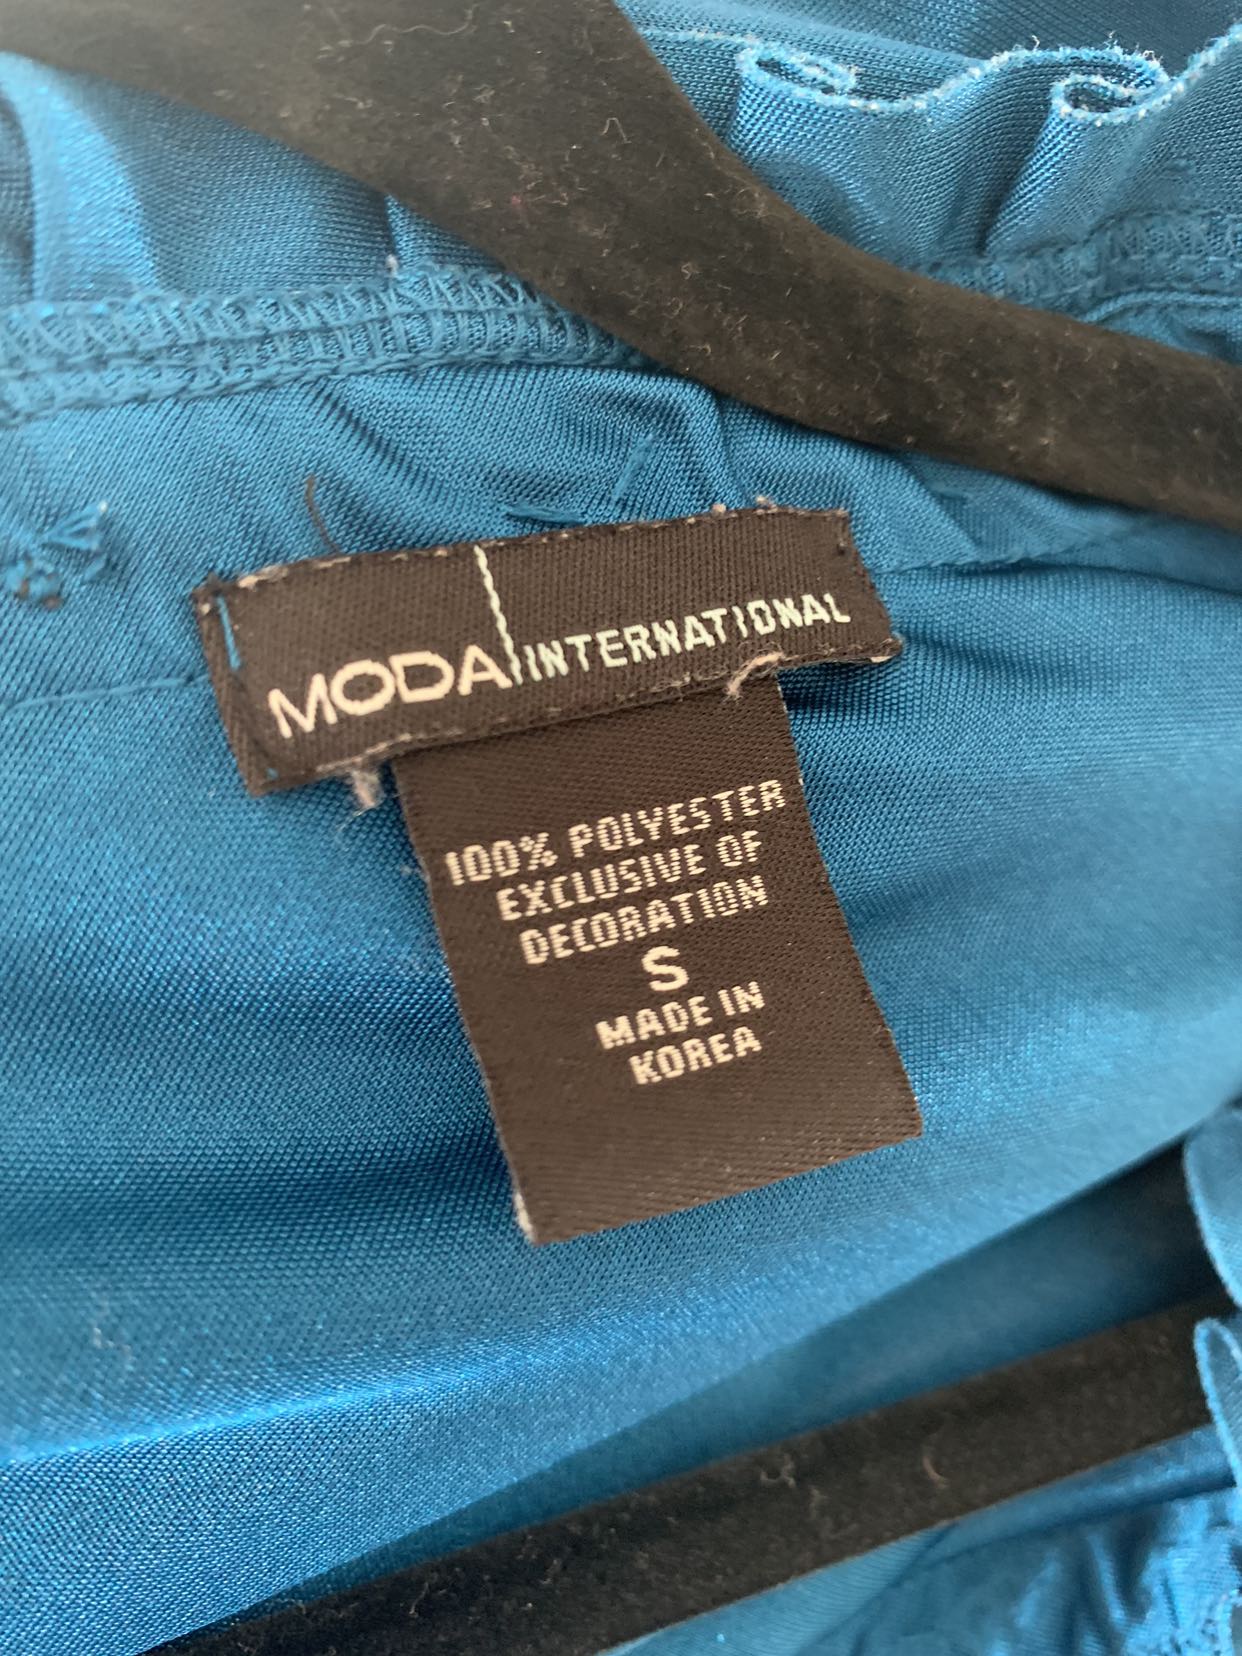 MODA INTERNATIONAL
100% POLYESTER
EXCLUSIVE OF
DECORATION
S
MADE IN
KOREA